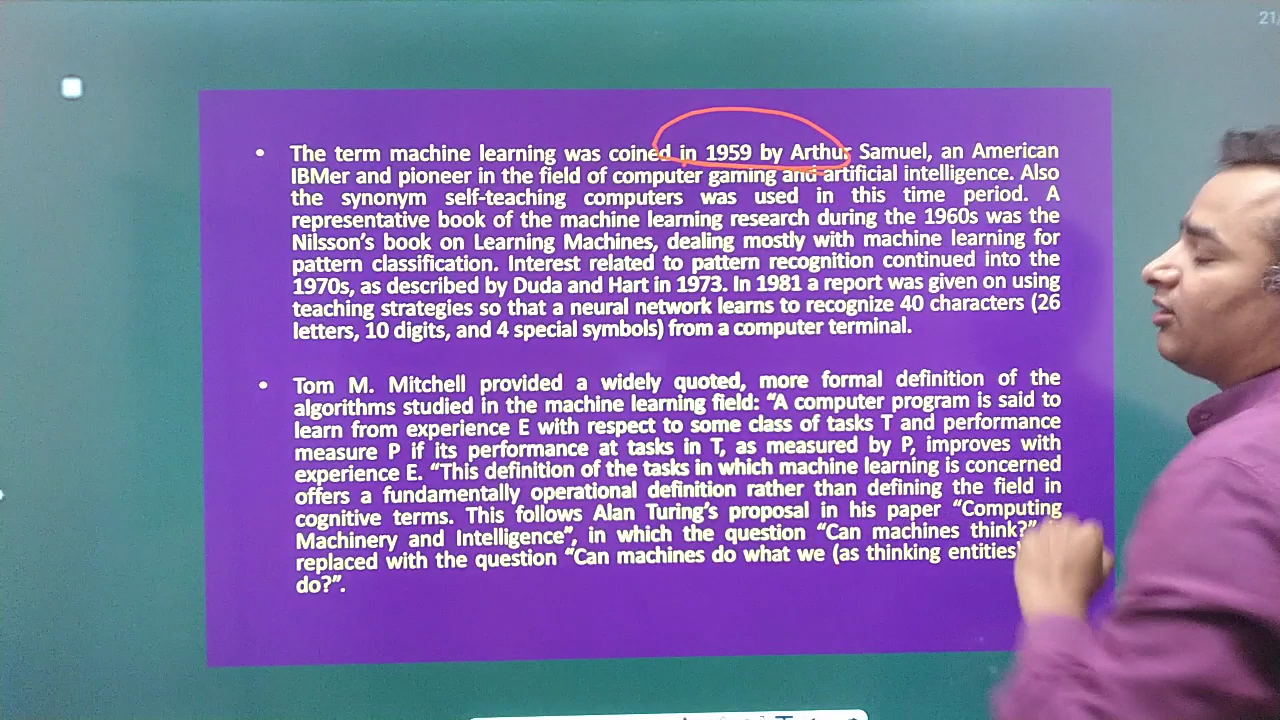 21
• The term machine learning was coined in 1959 by Arthur Samuel, an American
IBMer and pioneer in the field of computer gaming and artificial intelligence. Also
the synonym self-teaching computers was used in this time period. A
representative book of the machine learning research during the 1960s was the
Nilsson's book on Learning Machines, dealing mostly with machine learning for
pattern classification. Interest related to pattern recognition continued into the
1970s, as described by Duda and Hart in 1973. In 1981 a report was given on using
teaching strategies so that a neural network learns to recognize 40 characters (26
letters, 10 digits, and 4 special symbols) from a computer terminal.
• Tom M. Mitchell provided a widely quoted, more formal definition of the
algorithms studied in the machine learning field: “A computer program is said to
learn from experience E with respect to some class of tasks T and performance
measure P if its performance at tasks in T, as measured by P, improves with
experience E. “This definition of the tasks in which machine learning is concerned
offers a fundamentally operational definition rather than defining the field in
cognitive terms. This follows Alan Turing's proposal in his paper “Computing
Machinery and Intelligence”, in which the question “Can machines think?”
replaced with the question “Can machines do what we (as thinking entities)
do?”.